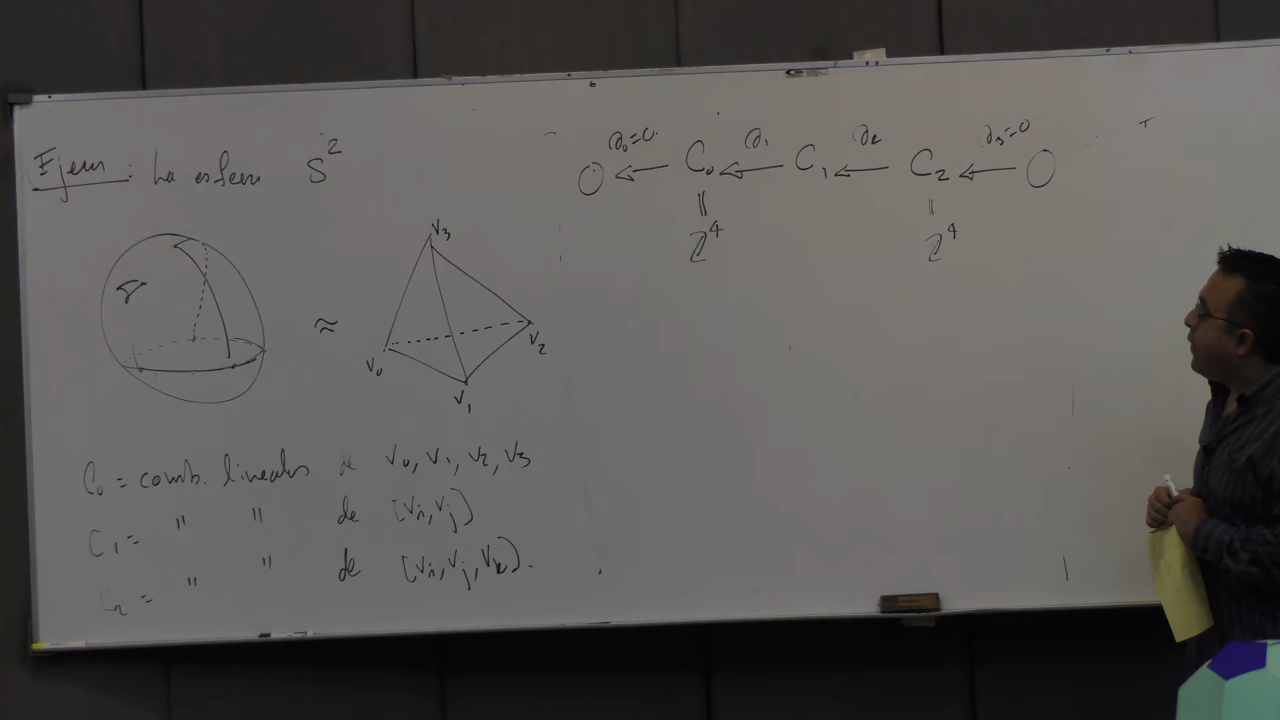 Ejem: La esfera S²
≈
V₃
V₀
V₂
V₁
C₀ = comb. lineales de V₀, V₁, V₂, V₃
C₁ = " " de [Vᵢ, Vⱼ]
C₂ = " " de [Vᵢ, Vⱼ, Vₖ].
∂₀=0 ∂₁ ∂₂ ∂₃=0
0 ← C₀ ← C₁ ← C₂ ← 0
|| ||
ℤ⁴ ℤ⁴